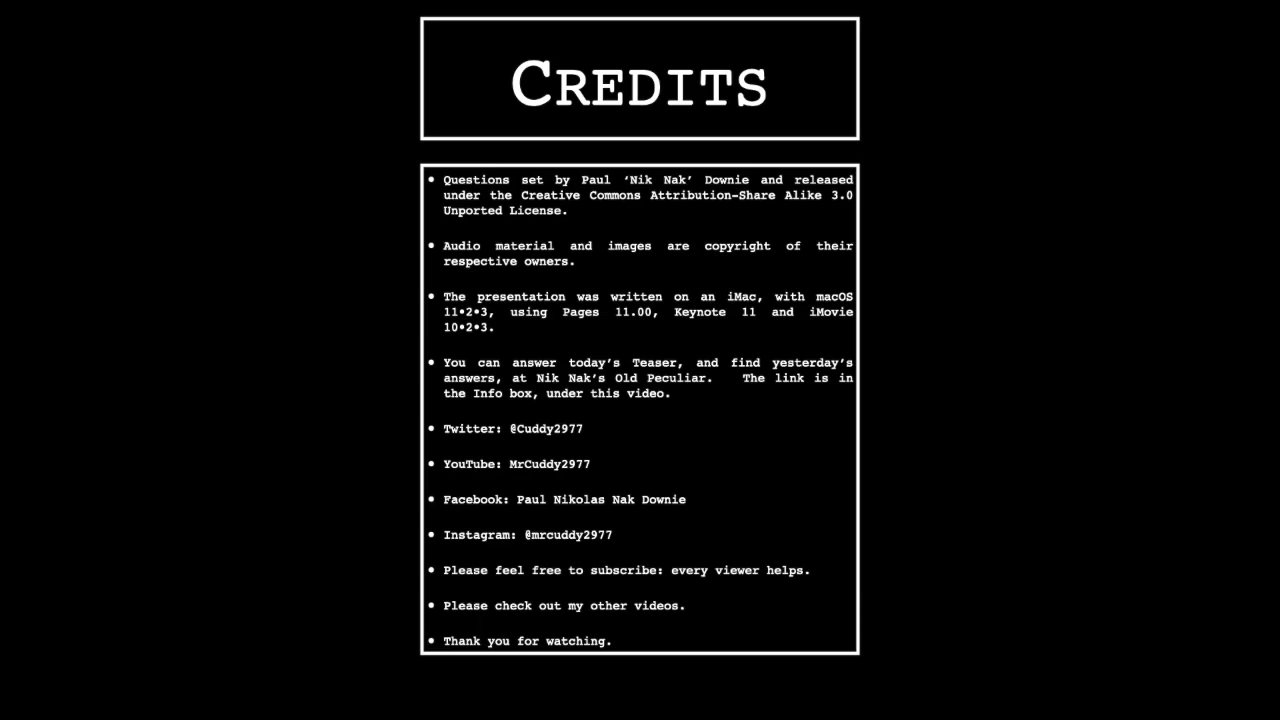 CREDITS
• Questions set by Paul ‘Nik Nak’ Downie and released
under the Creative Commons Attribution-Share Alike 3.0
Unported License.
• Audio material and images are copyright of their
respective owners.
• The presentation was written on an iMac, with macOS
11•2•3, using Pages 11.00, Keynote 11 and iMovie
10•2•3.
• You can answer today’s Teaser, and find yesterday’s
answers, at Nik Nak’s Old Peculiar. The link is in
the Info box, under this video.
• Twitter: @Cuddy2977
• YouTube: MrCuddy2977
• Facebook: Paul Nikolas Nak Downie
• Instagram: @mrcuddy2977
• Please feel free to subscribe: every viewer helps.
• Please check out my other videos.
• Thank you for watching.